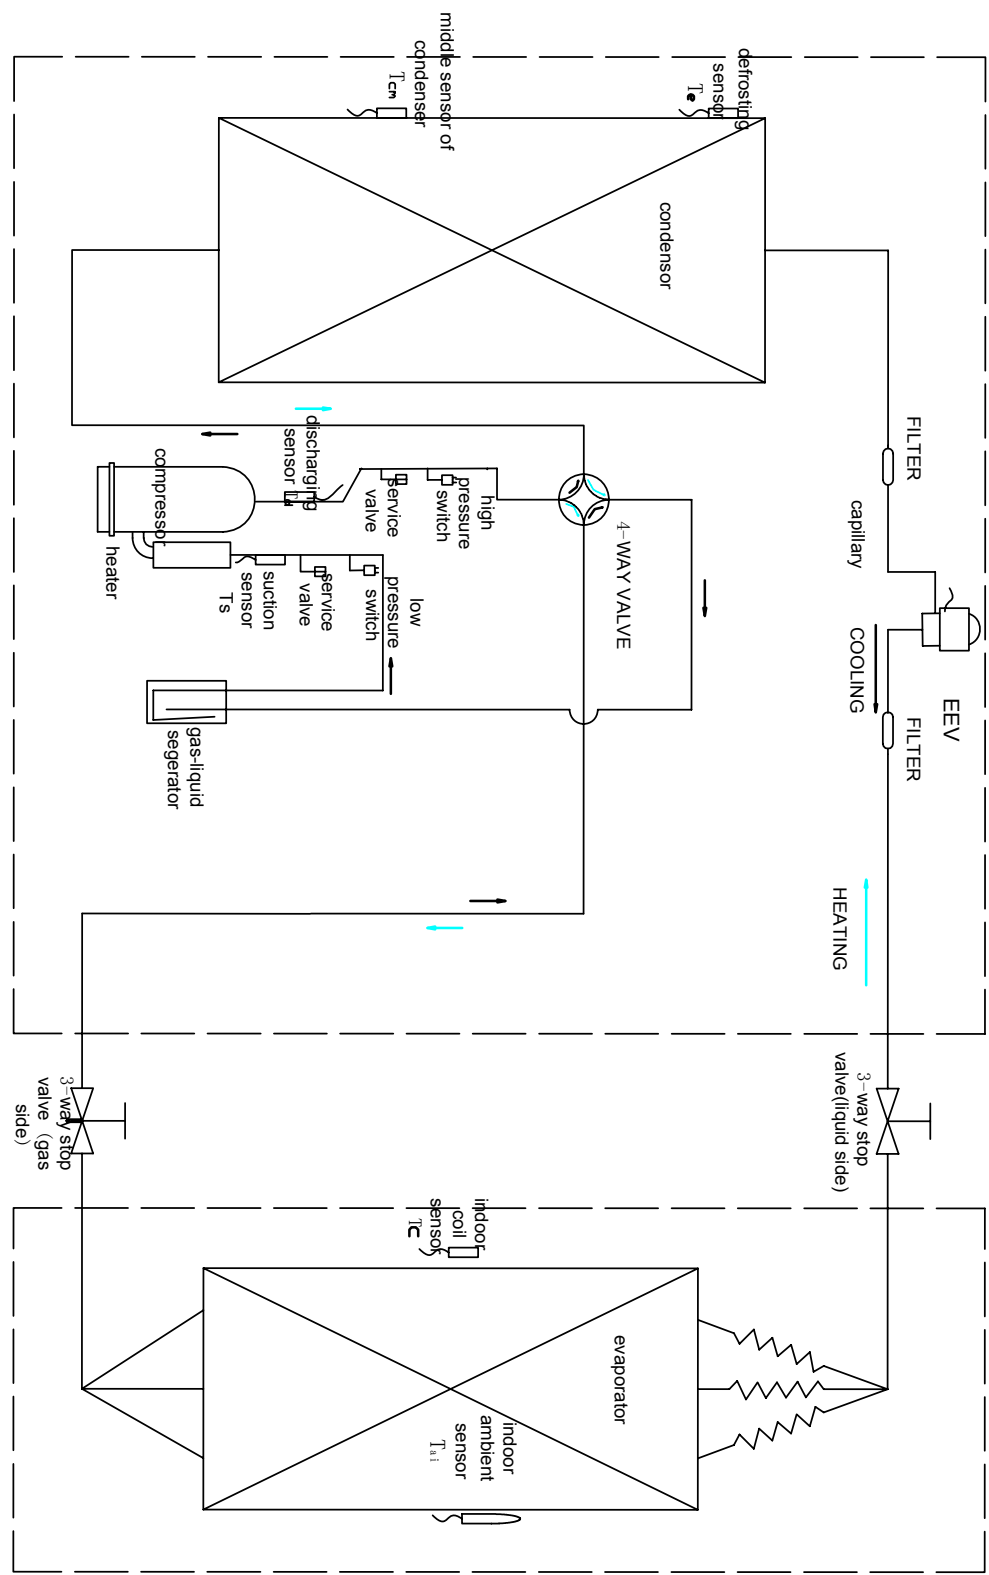 middle sensor of
condenser
Tcm
defrosting
sensor
Te
condensor
FILTER
capillary
EEV
COOLING
FILTER
HEATING
discharging
sensor
Td
compressor
heater
service
valve
high
pressure
switch
4-WAY VALVE
suction
sensor
Ts
service
valve
low
pressure
switch
gas-liquid
segerator
3-way stop
valve (gas
side)
3-way stop
valve(liquid side)
indoor
coil
sensor
Tc
evaporator
indoor
ambient
sensor
Tai